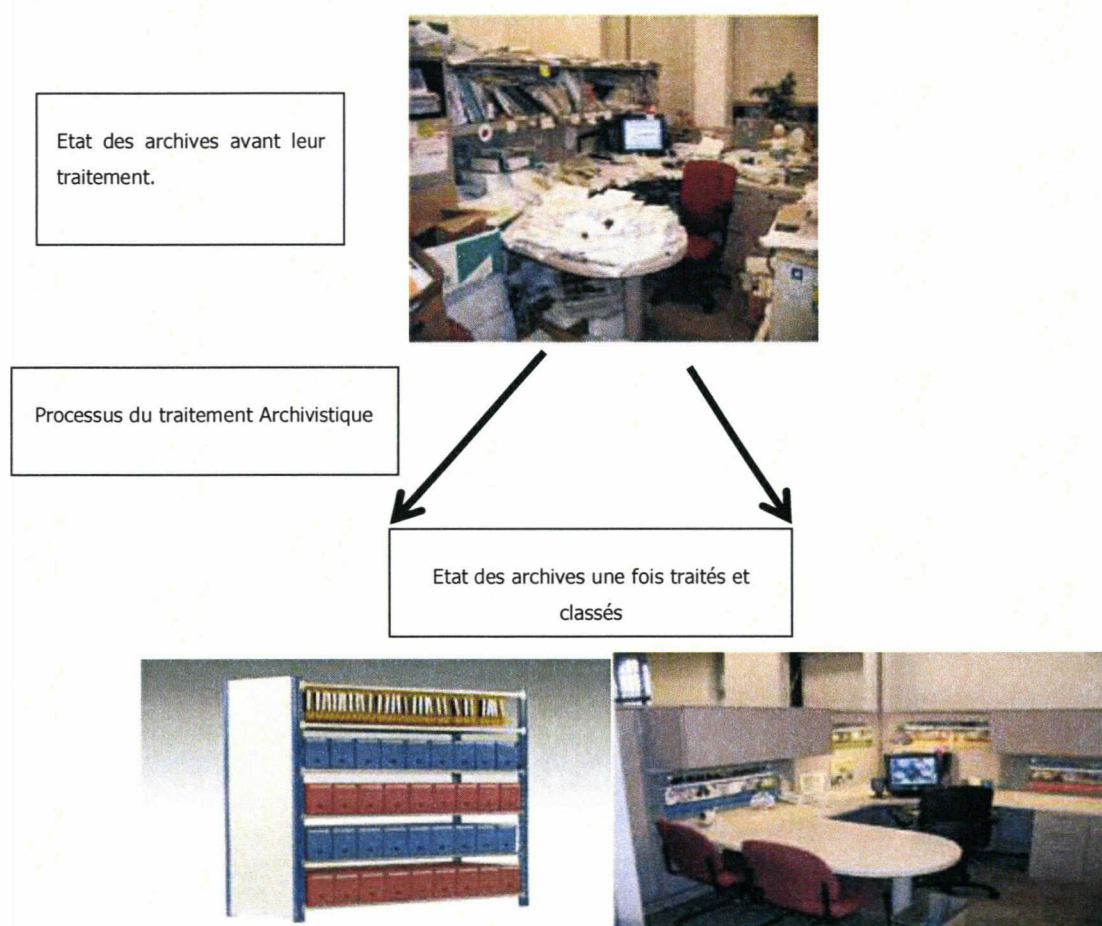 Etat des archives avant leur
traitement.
Processus du traitement Archivistique
Etat des archives une fois traités et
classés